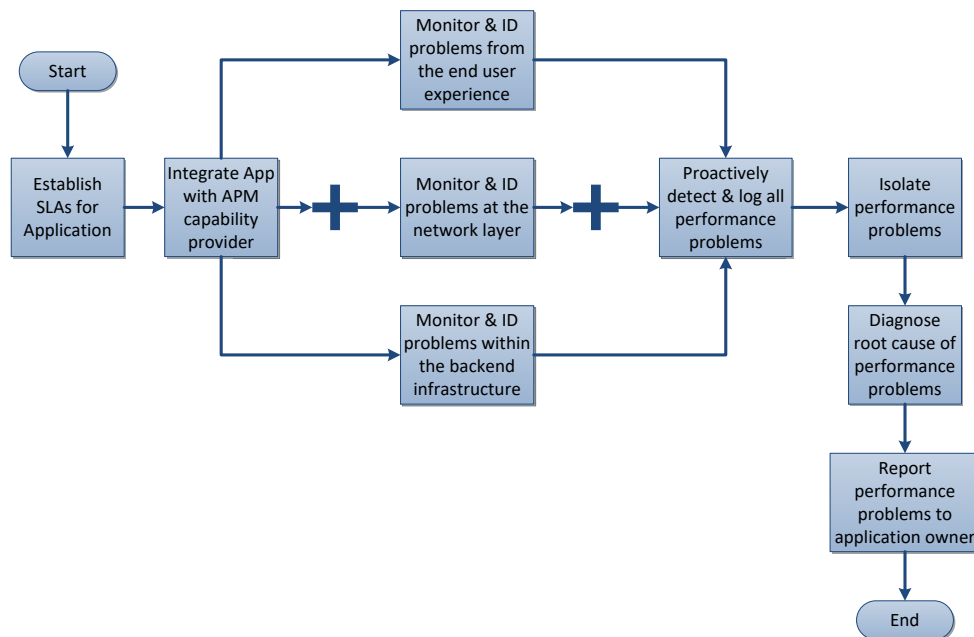 Start
Establish
SLAs for
Application
Integrate App
with APM
capability
provider
Monitor & ID
problems from
the end user
experience
Monitor & ID
problems at the
network layer
Monitor & ID
problems within
the backend
infrastructure
Proactively
detect & log all
performance
problems
Isolate
performance
problems
Diagnose
root cause of
performance
problems
Report
performance
problems to
application owner
End